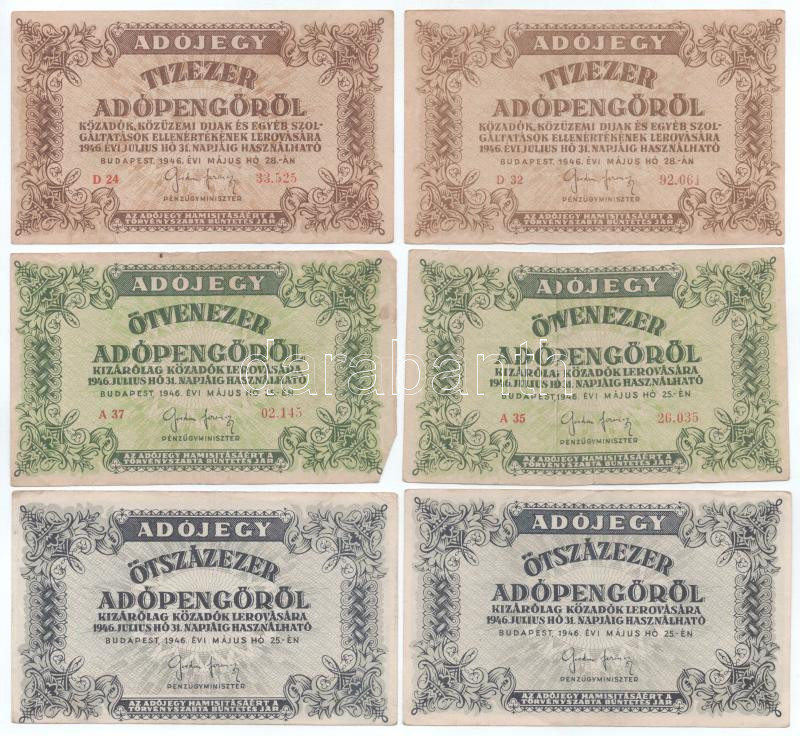 ADÓJEGY
TIZEZER
ADÓPENGŐRŐL
KÖZADÓK, KÖZÜZEMI DIJAK ÉS EGYÉB SZOL-
GÁLTATÁSOK ELLENÉRTÉKÉNEK LEROVÁSÁRA
1946. ÉVI JULIUS HÓ 31. NAPJÁIG HASZNÁLHATÓ
BUDAPEST, 1946. ÉVI MÁJUS HÓ 28.-ÁN
D 24 33.525
PÉNZÜGYMINISZTER
AZ ADÓJEGY HAMISITÁSÁÉRT A
TÖRVÉNYSZABTA BÜNTETÉS JÁR
ADÓJEGY
TIZEZER
ADÓPENGŐRŐL
KÖZADÓK, KÖZÜZEMI DIJAK ÉS EGYÉB SZOL-
GÁLTATÁSOK ELLENÉRTÉKÉNEK LEROVÁSÁRA
1946. ÉVI JULIUS HÓ 31. NAPJÁIG HASZNÁLHATÓ
BUDAPEST, 1946. ÉVI MÁJUS HÓ 28.-ÁN
D 32 92.061
PÉNZÜGYMINISZTER
AZ ADÓJEGY HAMISITÁSÁÉRT A
TÖRVÉNYSZABTA BÜNTETÉS JÁR
ADÓJEGY
ÖTVENEZER
ADÓPENGŐRŐL
KIZÁRÓLAG KÖZADÓK LEROVÁSÁRA
1946. JULIUS HÓ 31. NAPJÁIG HASZNÁLHATÓ
BUDAPEST, 1946. ÉVI MÁJUS HÓ 25.-ÉN
A 37 02.145
PÉNZÜGYMINISZTER
AZ ADÓJEGY HAMISITÁSÁÉRT A
TÖRVÉNYSZABTA BÜNTETÉS JÁR
ADÓJEGY
ÖTVENEZER
ADÓPENGŐRŐL
KIZÁRÓLAG KÖZADÓK LEROVÁSÁRA
1946. JULIUS HÓ 31. NAPJÁIG HASZNÁLHATÓ
BUDAPEST, 1946. ÉVI MÁJUS HÓ 25.-ÉN
A 35 26.035
PÉNZÜGYMINISZTER
AZ ADÓJEGY HAMISITÁSÁÉRT A
TÖRVÉNYSZABTA BÜNTETÉS JÁR
darabanth
ADÓJEGY
ÖTSZÁZEZER
ADÓPENGŐRŐL
KIZÁRÓLAG KÖZADÓK LEROVÁSÁRA
1946. JULIUS HÓ 31. NAPJÁIG HASZNÁLHATÓ
BUDAPEST, 1946. ÉVI MÁJUS HÓ 25.-ÉN
PÉNZÜGYMINISZTER
AZ ADÓJEGY HAMISITÁSÁÉRT A
TÖRVÉNYSZABTA BÜNTETÉS JÁR
ADÓJEGY
ÖTSZÁZEZER
ADÓPENGŐRŐL
KIZÁRÓLAG KÖZADÓK LEROVÁSÁRA
1946. JULIUS HÓ 31. NAPJÁIG HASZNÁLHATÓ
BUDAPEST, 1946. ÉVI MÁJUS HÓ 25.-ÉN
PÉNZÜGYMINISZTER
AZ ADÓJEGY HAMISITÁSÁÉRT A
TÖRVÉNYSZABTA BÜNTETÉS JÁR